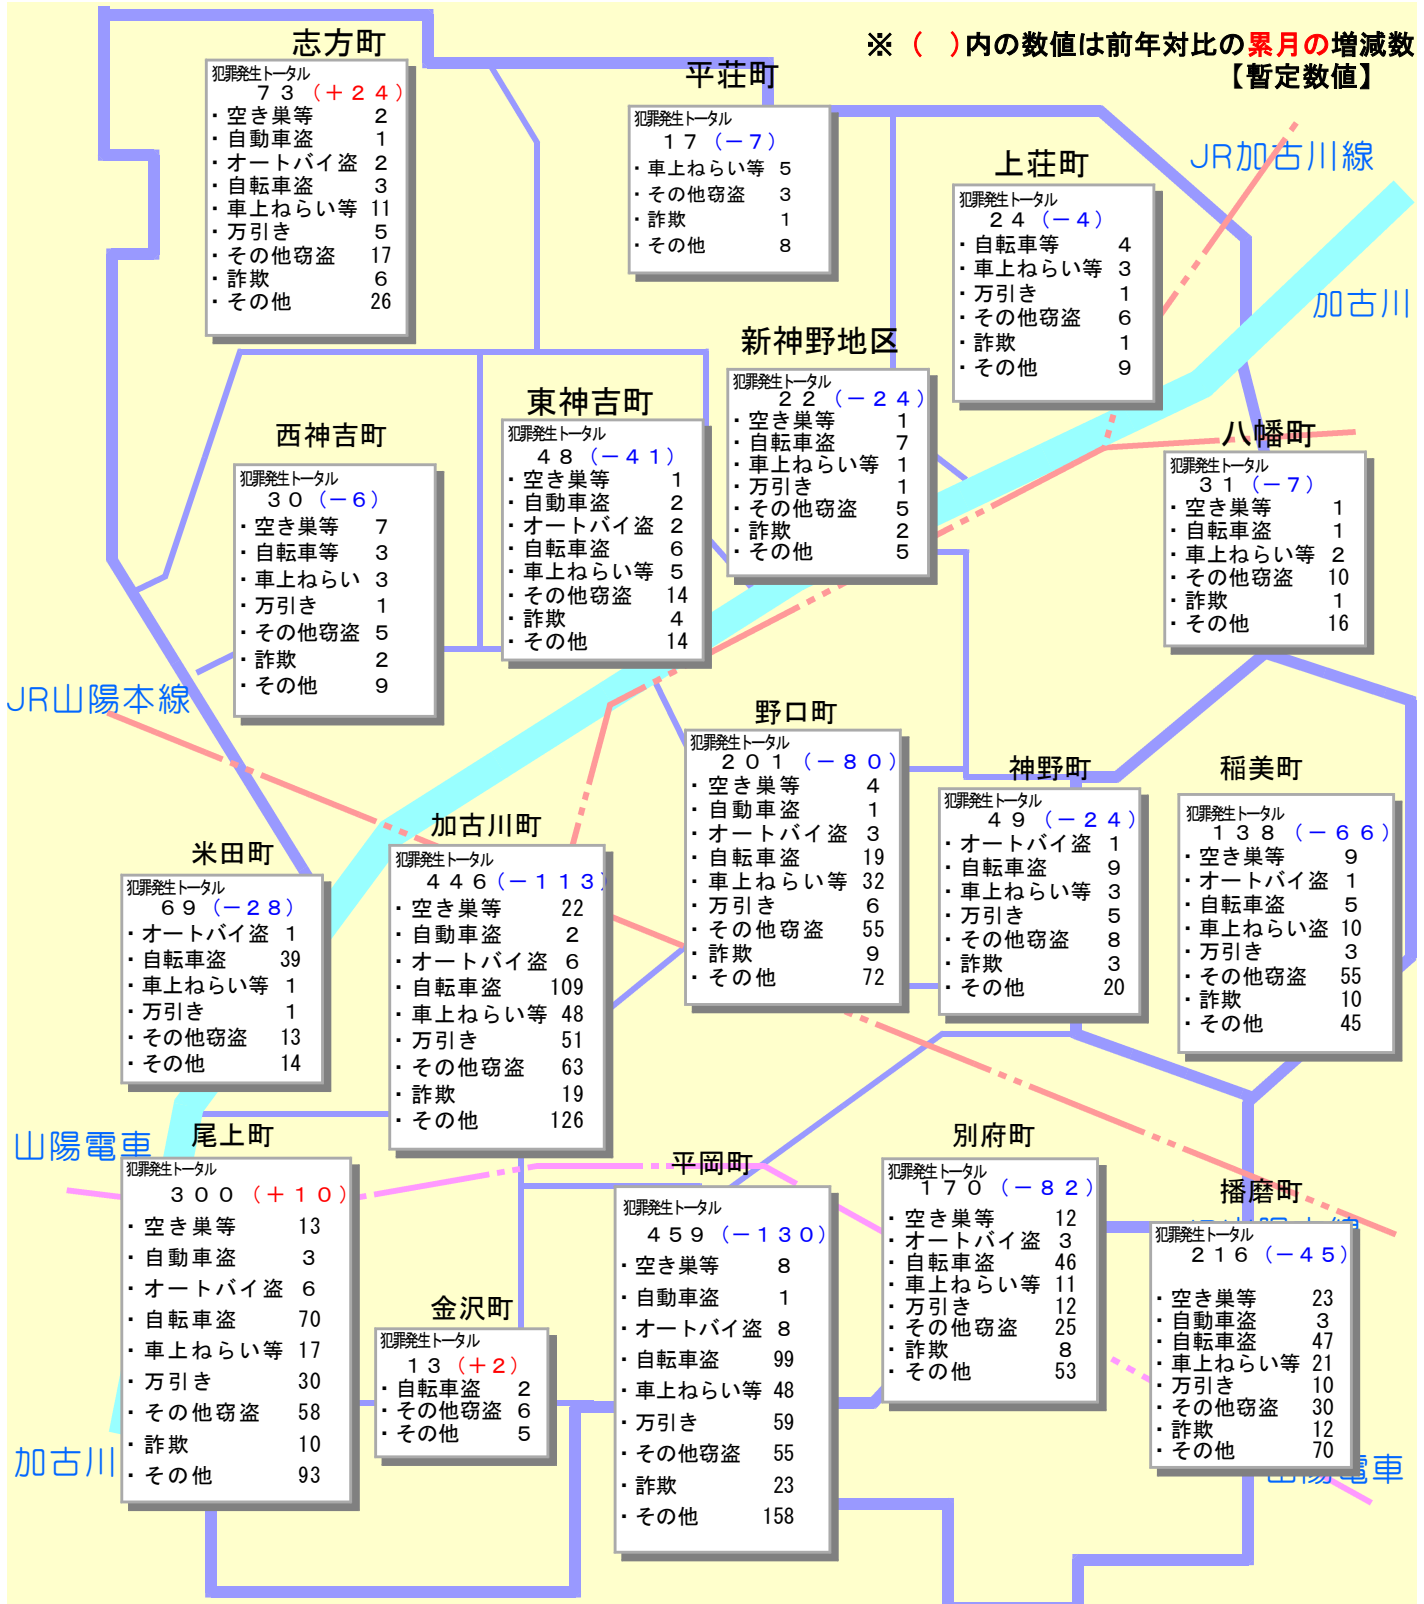 ※（　）内の数値は前年対比の累月の増減数
【暫定数値】
志方町
犯罪発生トータル
７３（＋２４）
・空き巣等　2
・自動車盗　1
・オートバイ盗　2
・自転車盗　3
・車上ねらい等　11
・万引き　5
・その他窃盗　17
・詐欺　6
・その他　26
平荘町
犯罪発生トータル
１７（－７）
・車上ねらい等　5
・その他窃盗　3
・詐欺　1
・その他　8
JR加古川線
上荘町
犯罪発生トータル
２４（－４）
・自転車等　4
・車上ねらい等　3
・万引き　1
・その他窃盗　6
・詐欺　1
・その他　9
加古川
新神野地区
犯罪発生トータル
２２（－２４）
・空き巣等　1
・自転車盗　7
・車上ねらい等　1
・万引き　1
・その他窃盗　5
・詐欺　2
・その他　5
東神吉町
犯罪発生トータル
４８（－４１）
・空き巣等　1
・自動車盗　2
・オートバイ盗　2
・自転車盗　6
・車上ねらい等　5
・その他窃盗　14
・詐欺　4
・その他　14
西神吉町
犯罪発生トータル
３０（－６）
・空き巣等　7
・自転車等　3
・車上ねらい　3
・万引き　1
・その他窃盗　5
・詐欺　2
・その他　9
八幡町
犯罪発生トータル
３１（－７）
・空き巣等　1
・自転車盗　1
・車上ねらい等　2
・その他窃盗　10
・詐欺　1
・その他　16
JR山陽本線
野口町
犯罪発生トータル
２０１（－８０）
・空き巣等　4
・自動車盗　1
・オートバイ盗　3
・自転車盗　19
・車上ねらい等　32
・万引き　6
・その他窃盗　55
・詐欺　9
・その他　72
神野町
犯罪発生トータル
４９（－２４）
・オートバイ盗　1
・自転車盗　9
・車上ねらい等　3
・万引き　5
・その他窃盗　8
・詐欺　3
・その他　20
稲美町
犯罪発生トータル
１３８（－６６）
・空き巣等　9
・オートバイ盗　1
・自転車盗　5
・車上ねらい盗　10
・万引き　3
・その他窃盗　55
・詐欺　10
・その他　45
加古川町
犯罪発生トータル
４４６（－１１３）
・空き巣等　22
・自動車盗　2
・オートバイ盗　6
・自転車盗　109
・車上ねらい等　48
・万引き　51
・その他窃盗　63
・詐欺　19
・その他　126
米田町
犯罪発生トータル
６９（－２８）
・オートバイ盗　1
・自転車盗　39
・車上ねらい等　1
・万引き　1
・その他窃盗　13
・その他　14
山陽電車
尾上町
犯罪発生トータル
３００（＋１０）
・空き巣等　13
・自動車盗　3
・オートバイ盗　6
・自転車盗　70
・車上ねらい等　17
・万引き　30
・その他窃盗　58
・詐欺　10
・その他　93
加古川
金沢町
犯罪発生トータル
１３（＋２）
・自転車盗　2
・その他窃盗　6
・その他　5
平岡町
犯罪発生トータル
４５９（－１３０）
・空き巣等　8
・自動車盗　1
・オートバイ盗　8
・自転車盗　99
・車上ねらい等　48
・万引き　59
・その他窃盗　55
・詐欺　23
・その他　158
別府町
犯罪発生トータル
１７０（－８２）
・空き巣等　12
・オートバイ盗　3
・自転車盗　46
・車上ねらい等　11
・万引き　12
・その他窃盗　25
・詐欺　8
・その他　53
播磨町
犯罪発生トータル
２１６（－４５）
・空き巣等　23
・自動車盗　3
・自転車盗　47
・車上ねらい等　21
・万引き　10
・その他窃盗　30
・詐欺　12
・その他　70
山陽電車